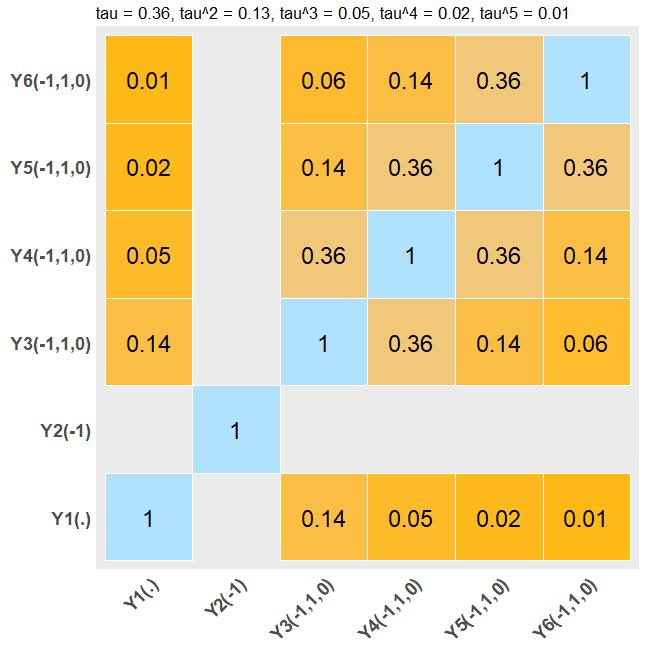 tau = 0.36, tau^2 = 0.13, tau^3 = 0.05, tau^4 = 0.02, tau^5 = 0.01
Y6(-1,1,0) 0.01 0.06 0.14 0.36 1
Y5(-1,1,0) 0.02 0.14 0.36 1 0.36
Y4(-1,1,0) 0.05 0.36 1 0.36 0.14
Y3(-1,1,0) 0.14 1 0.36 0.14 0.06
Y2(-1) 1
Y1(.) 1 0.14 0.05 0.02 0.01
Y1(.) Y2(-1) Y3(-1,1,0) Y4(-1,1,0) Y5(-1,1,0) Y6(-1,1,0)